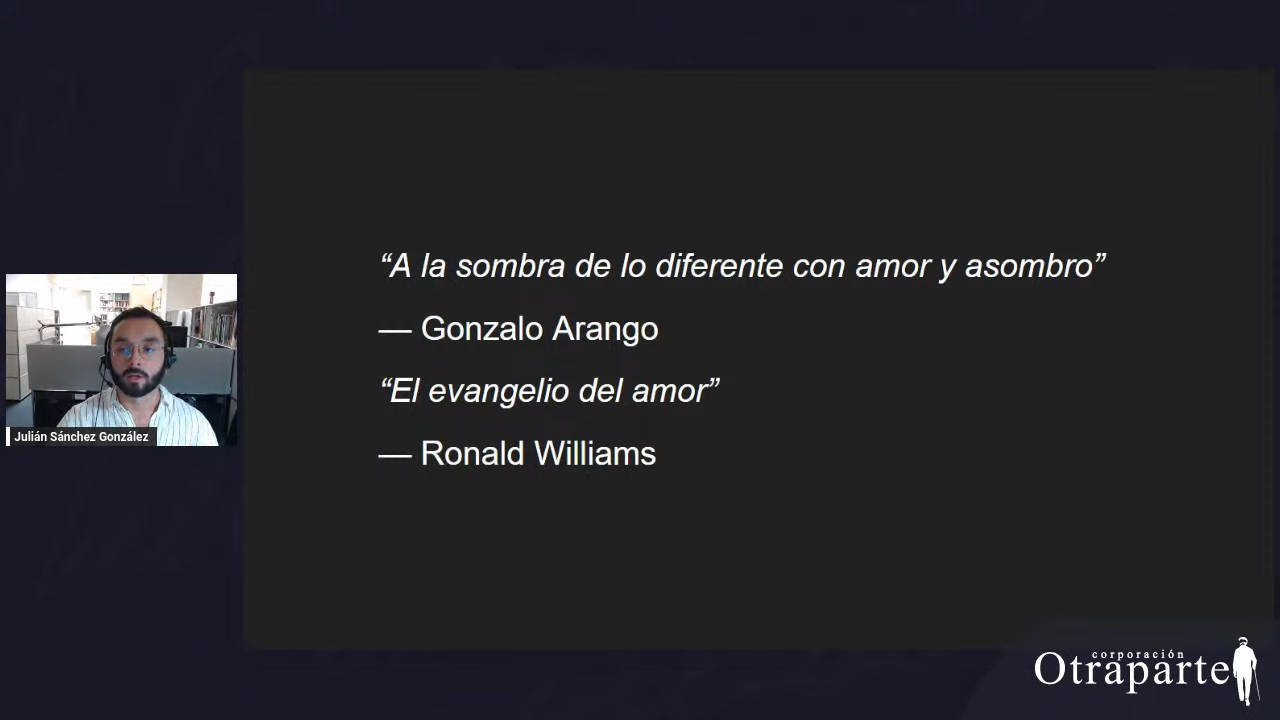 “A la sombra de lo diferente con amor y asombro”
— Gonzalo Arango
“El evangelio del amor”
— Ronald Williams
Julián Sánchez González
corporación
Otraparte